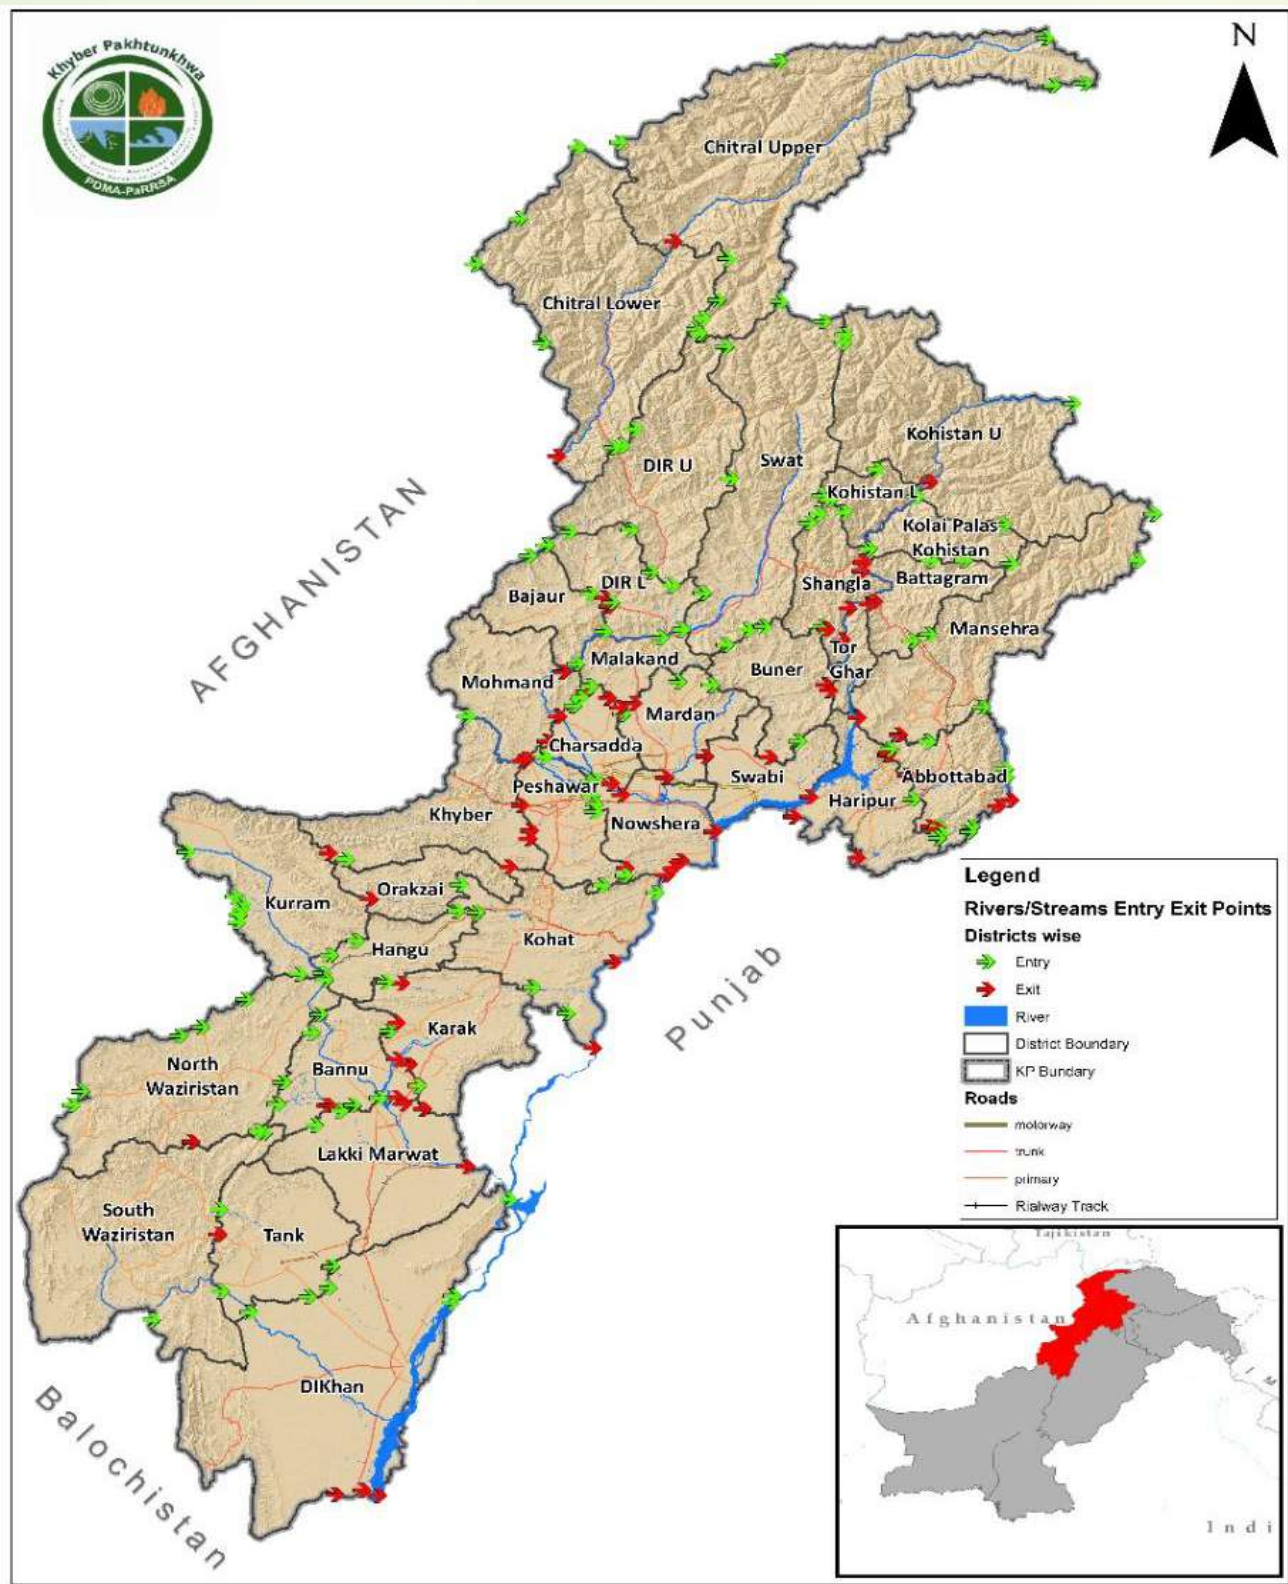 Khyber Pakhtunkhwa
PDMA-PaRRSA
N
Chitral Upper
Chitral Lower
Kohistan U
DIR U
Swat
Kohistan L
Kolai Palas
Kohistan
DIR L
Shangla
Battagram
Bajaur
Mansehra
Malakand
Buner
Tor
Ghar
Mohmand
Mardan
Charsadda
Swabi
Abbottabad
Peshawar
Haripur
Khyber
Nowshera
Orakzai
Kurram
Hangu
Kohat
Karak
North
Waziristan
Bannu
Lakki Marwat
South
Waziristan
Tank
DIKhan
AFGHANISTAN
Punjab
Balochistan
Legend
Rivers/Streams Entry Exit Points
Districts wise
Entry
Exit
River
District Boundary
KP Bundary
Roads
motorway
trunk
primary
Rialway Track
Tajikistan
Afghanistan
Indi